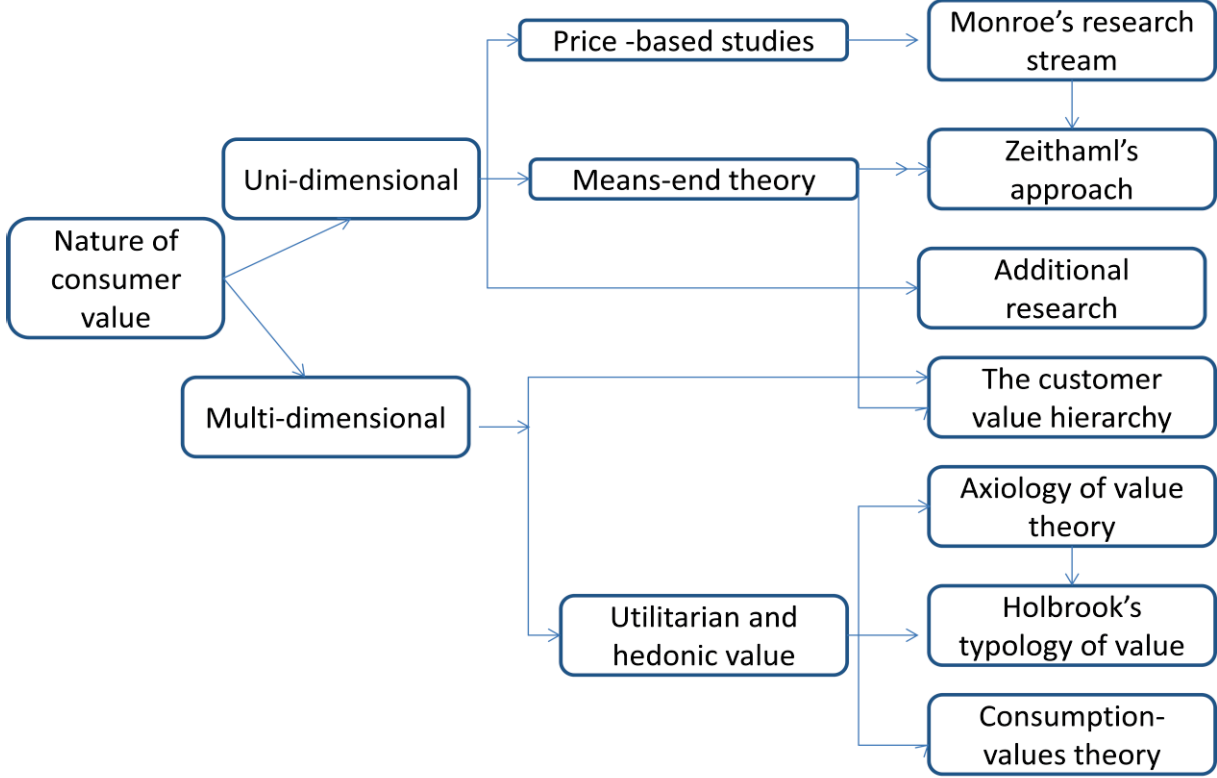 Price -based studies
Monroe’s research
stream
Uni-dimensional
Means-end theory
Zeithaml’s
approach
Nature of
consumer
value
Additional
research
Multi-dimensional
The customer
value hierarchy
Axiology of value
theory
Utilitarian and
hedonic value
Holbrook’s
typology of value
Consumption-
values theory